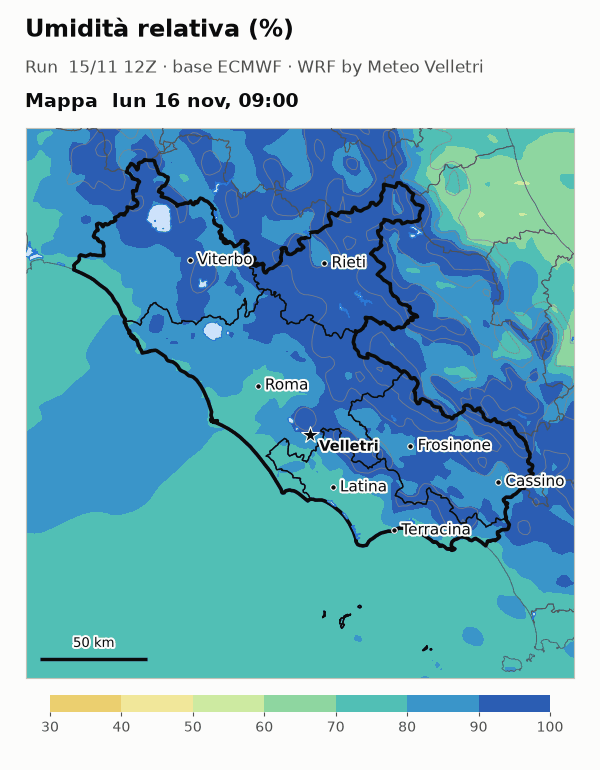 Umidità relativa (%)
Run  15/11 12Z · base ECMWF · WRF by Meteo Velletri
Mappa  lun 16 nov, 09:00
Viterbo
Rieti
Roma
Velletri
Frosinone
Cassino
Latina
Terracina
50 km
30 40 50 60 70 80 90 100